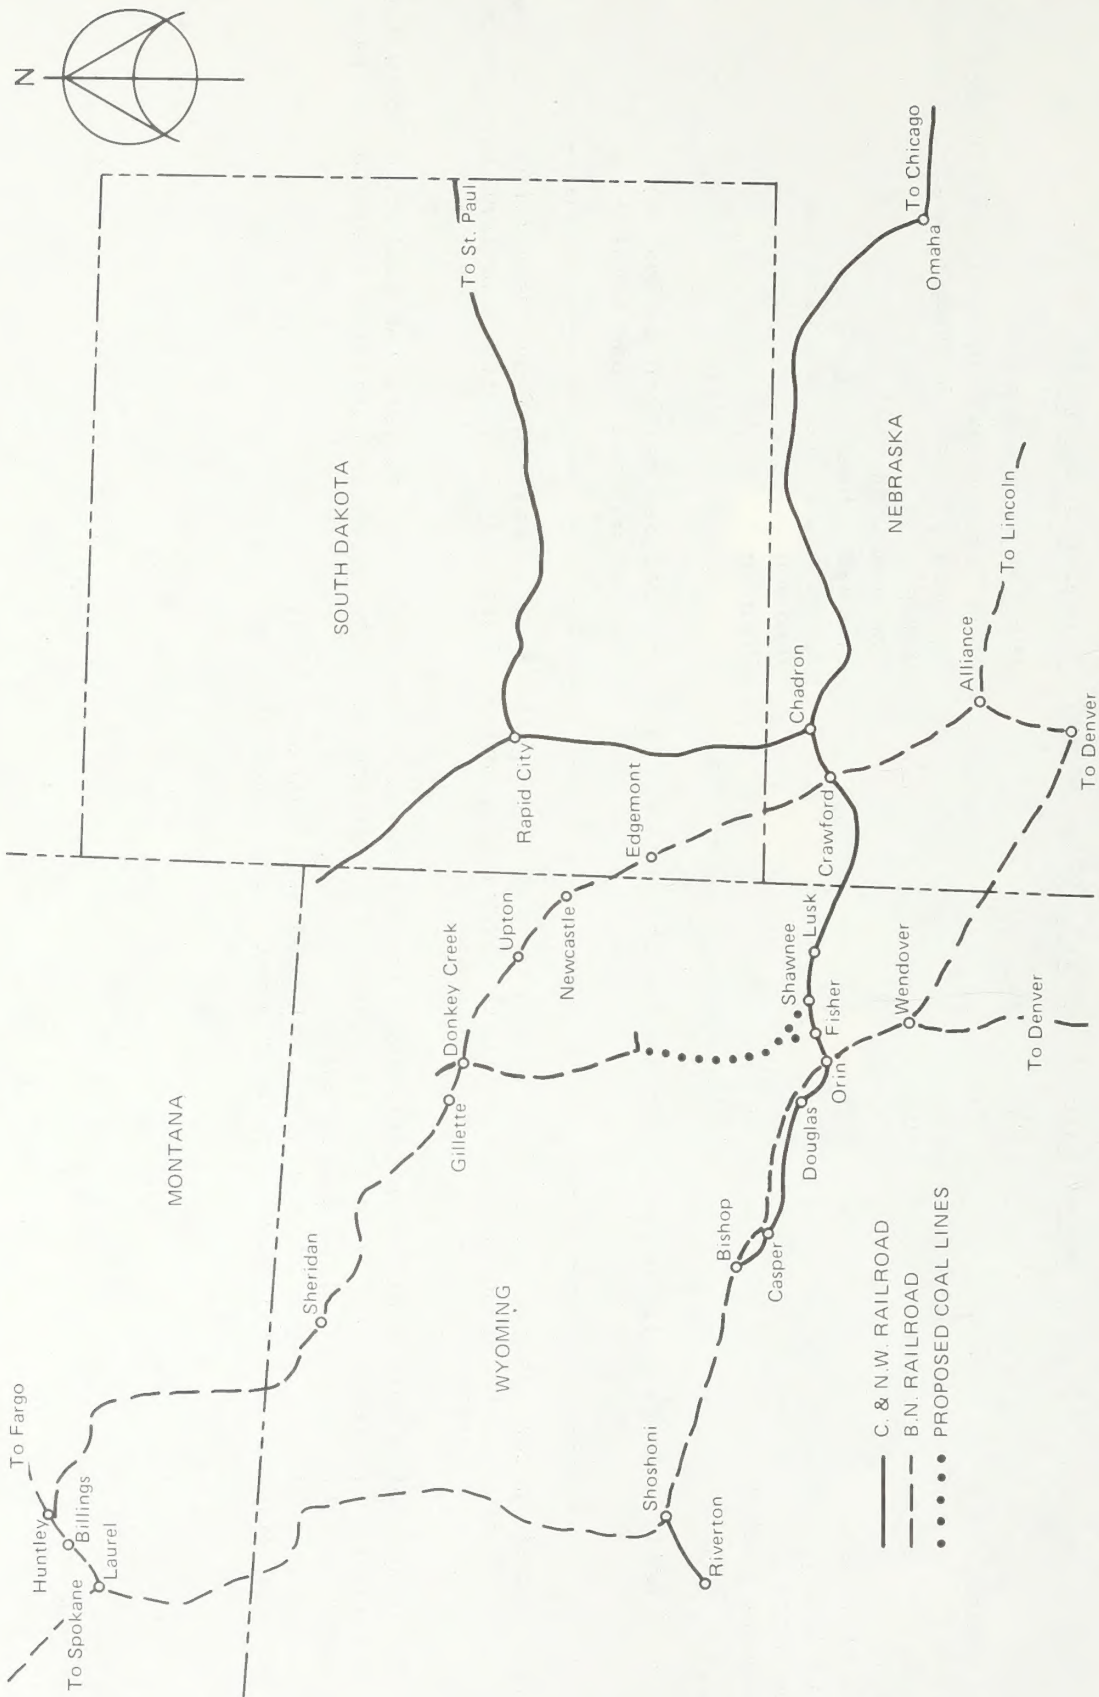 N
To Fargo
Huntley
Billings
Laurel
To Spokane
MONTANA
SOUTH DAKOTA
To St. Paul
Sheridan
Gillette
Donkey Creek
Upton
Newcastle
Rapid City
Edgemont
WYOMING
Shoshoni
Riverton
Bishop
Casper
Douglas
Orin
Fisher
Shawnee
Lusk
Crawford
Chadron
NEBRASKA
Omaha
To Chicago
Wendover
Alliance
To Lincoln
To Denver
To Denver
C. & N.W. RAILROAD
B.N. RAILROAD
PROPOSED COAL LINES